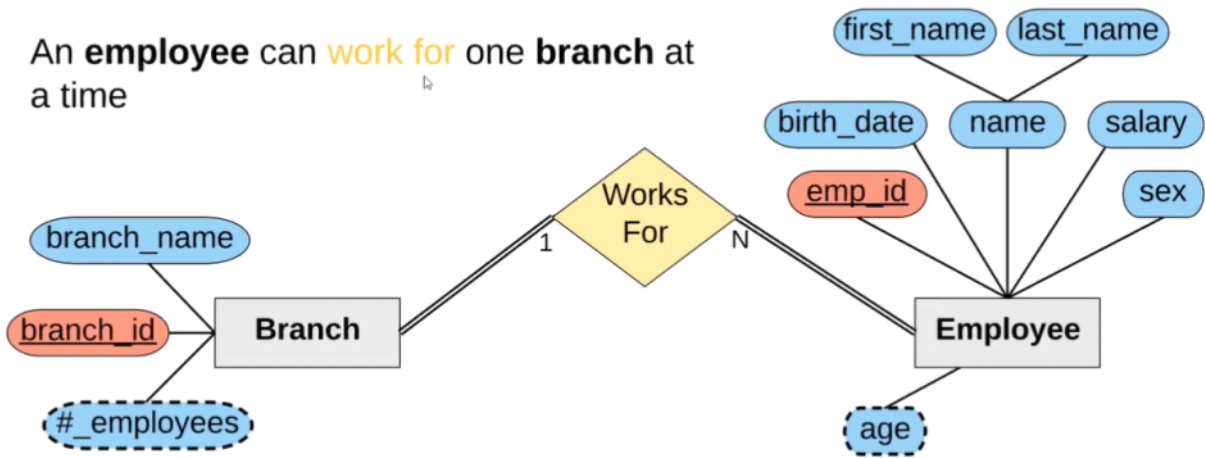 An employee can work for one branch at
a time
first_name
last_name
birth_date
name
salary
emp_id
sex
Works
For
1
N
branch_name
branch_id
Branch
Employee
#_employees
age